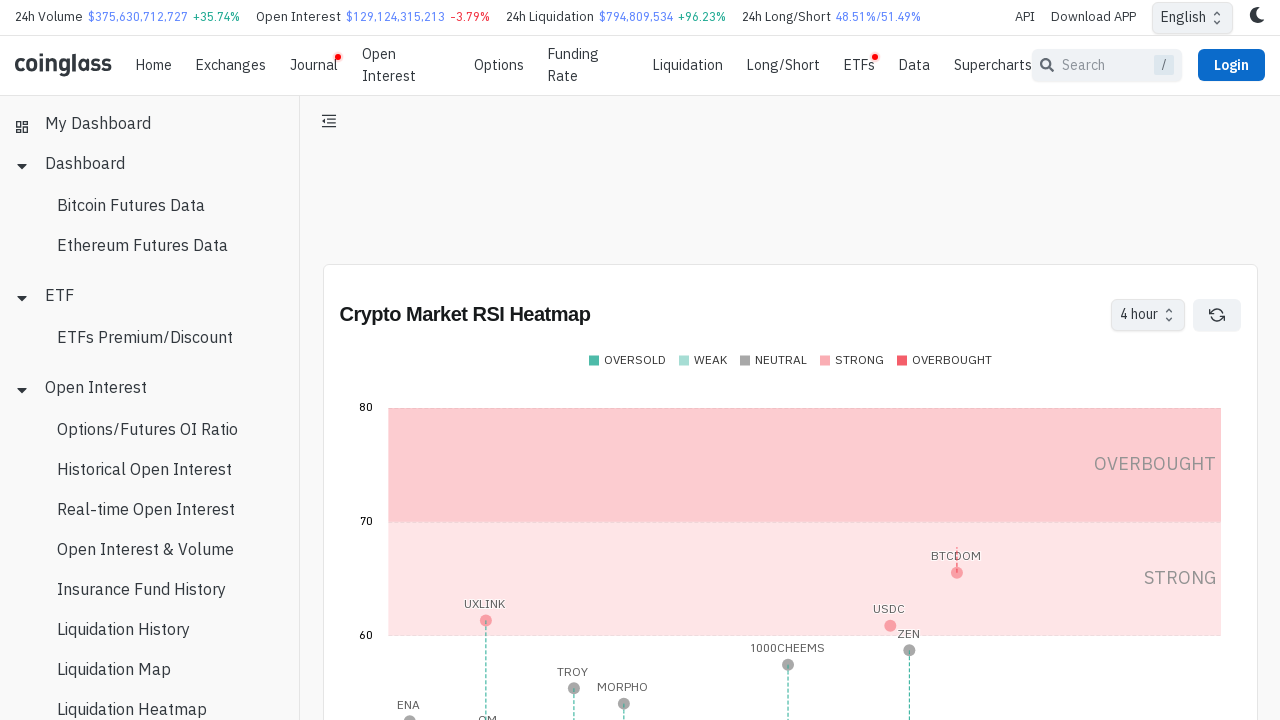 24h Volume $375,630,712,727 +35.74% Open Interest $129,124,315,213 -3.79% 24h Liquidation $794,809,534 +96.23% 24h Long/Short 48.51%/51.49% API Download APP English
coinglass Home Exchanges Journal Open Interest Options Funding Rate Liquidation Long/Short ETFs Data Supercharts Search / Login
My Dashboard
Dashboard
Bitcoin Futures Data
Ethereum Futures Data
ETF
ETFs Premium/Discount
Open Interest
Options/Futures OI Ratio
Historical Open Interest
Real-time Open Interest
Open Interest & Volume
Insurance Fund History
Liquidation History
Liquidation Map
Liquidation Heatmap
Crypto Market RSI Heatmap 4 hour
OVERSOLD WEAK NEUTRAL STRONG OVERBOUGHT
80
OVERBOUGHT
70
BTCDOM
STRONG
UXLINK
USDC
60
ZEN
1000CHEEMS
TROY
MORPHO
ENA
OM